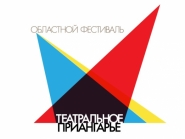 ОБЛАСТНОЙ ФЕСТИВАЛЬ
ТЕАТРАЛЬНОЕ
ПРИАНГАРЬЕ